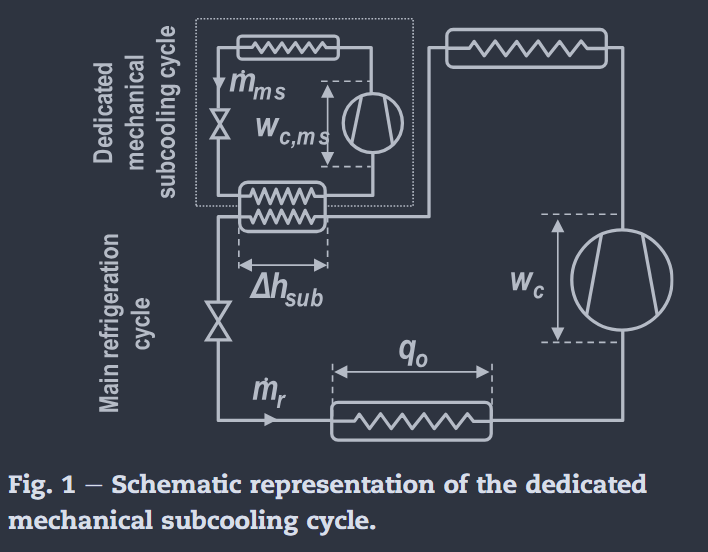 Dedicated
mechanical
subcooling cycle
ṁms
wc,ms
Δhsub
Main refrigeration
cycle
wc
qo
ṁr
Fig. 1 – Schematic representation of the dedicated
mechanical subcooling cycle.